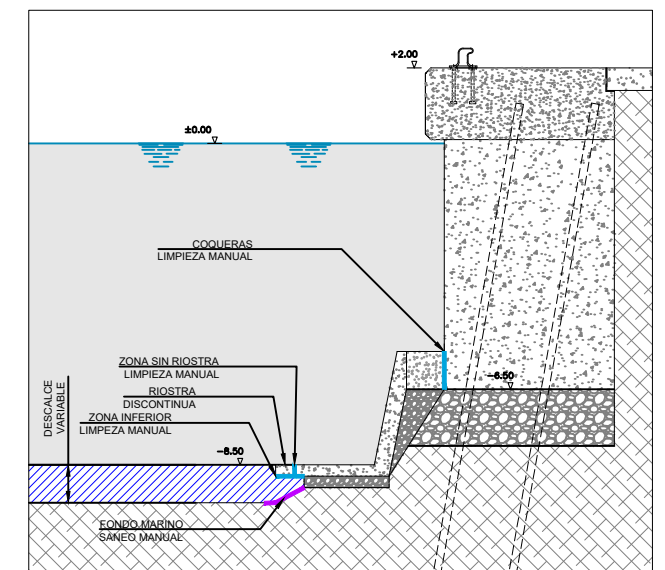 +2.00
±0.00
COQUERAS
LIMPIEZA MANUAL
ZONA SIN RIOSTRA
LIMPIEZA MANUAL
RIOSTRA
DISCONTINUA
ZONA INFERIOR
LIMPEZA MANUAL
-6.50
DESCALCE
VARIABLE
-8.50
FONDO MARINO
SANEO MANUAL